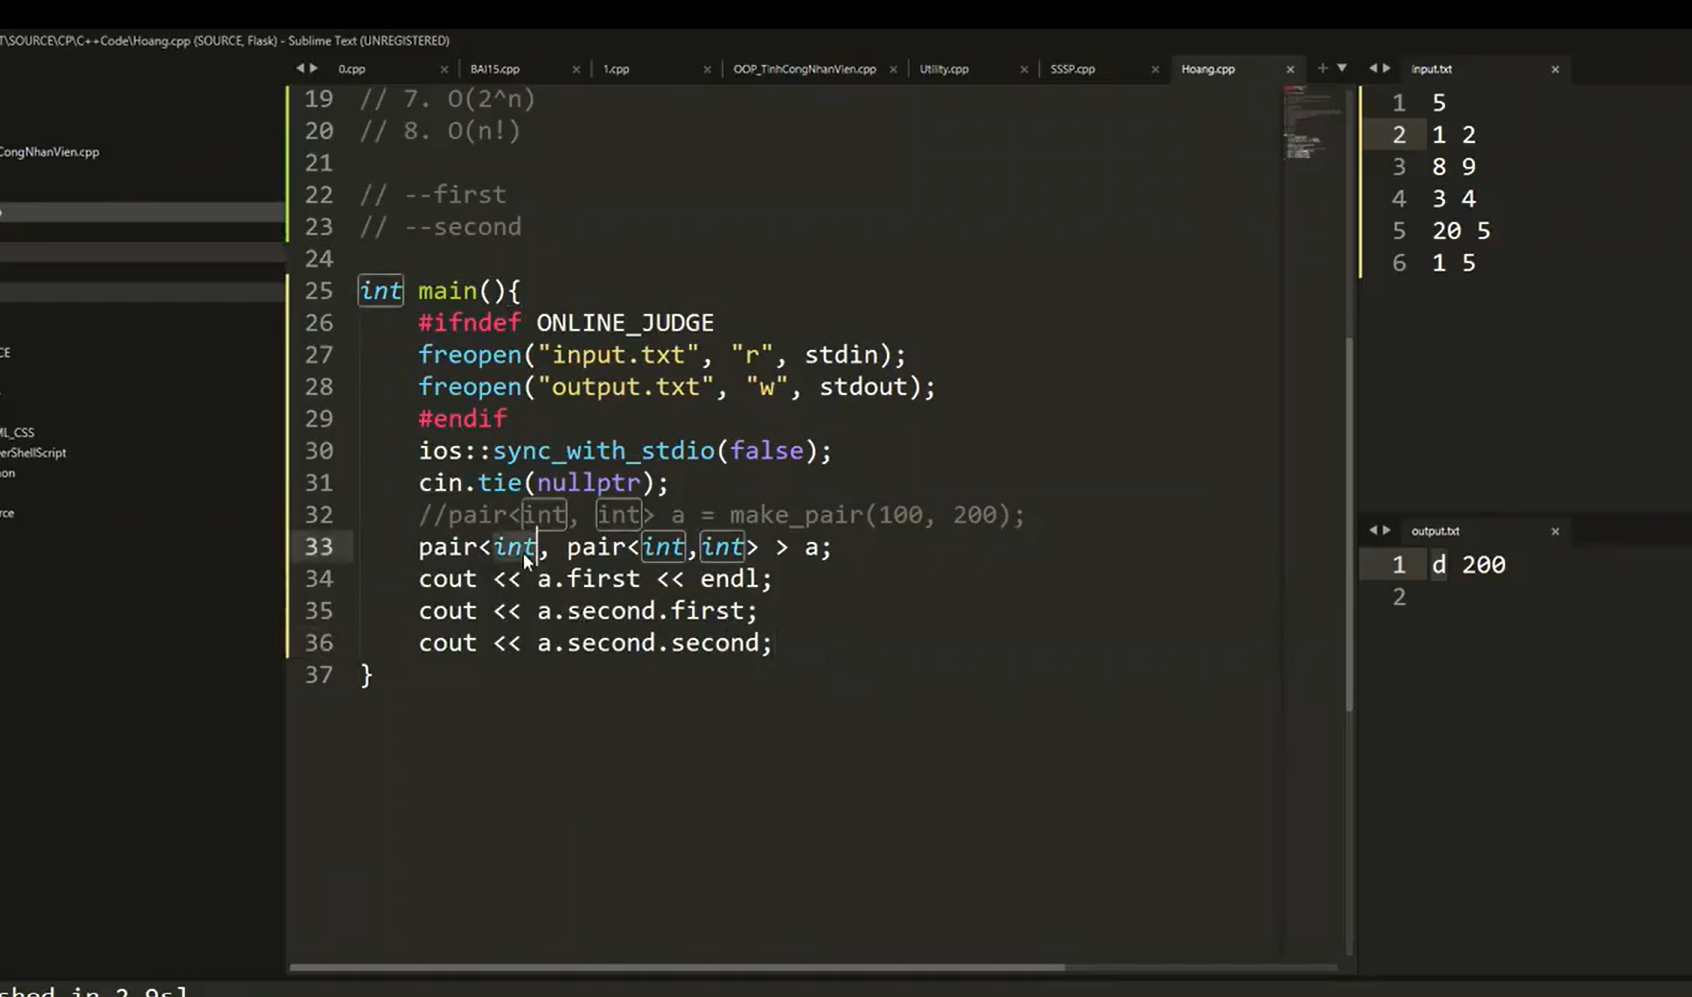 T\SOURCE\CP\C++Code\Hoang.cpp (SOURCE, Flask) - Sublime Text (UNREGISTERED)
0.cpp
BAI15.cpp
1.cpp
OOP_TinhCongNhanVien.cpp
Utility.cpp
SSSP.cpp
Hoang.cpp
CongNhanVien.cpp
CE
ML_CSS
erShellScript
non
rce
19 // 7. O(2^n)
20 // 8. O(n!)
21
22 // --first
23 // --second
24
25 int main(){
26 #ifndef ONLINE_JUDGE
27 freopen("input.txt", "r", stdin);
28 freopen("output.txt", "w", stdout);
29 #endif
30 ios::sync_with_stdio(false);
31 cin.tie(nullptr);
32 //pair<int, int> a = make_pair(100, 200);
33 pair<int, pair<int,int> > a;
34 cout << a.first << endl;
35 cout << a.second.first;
36 cout << a.second.second;
37 }
input.txt
1 5
2 1 2
3 8 9
4 3 4
5 20 5
6 1 5
output.txt
1 d 200
2
shed in 2.9s]